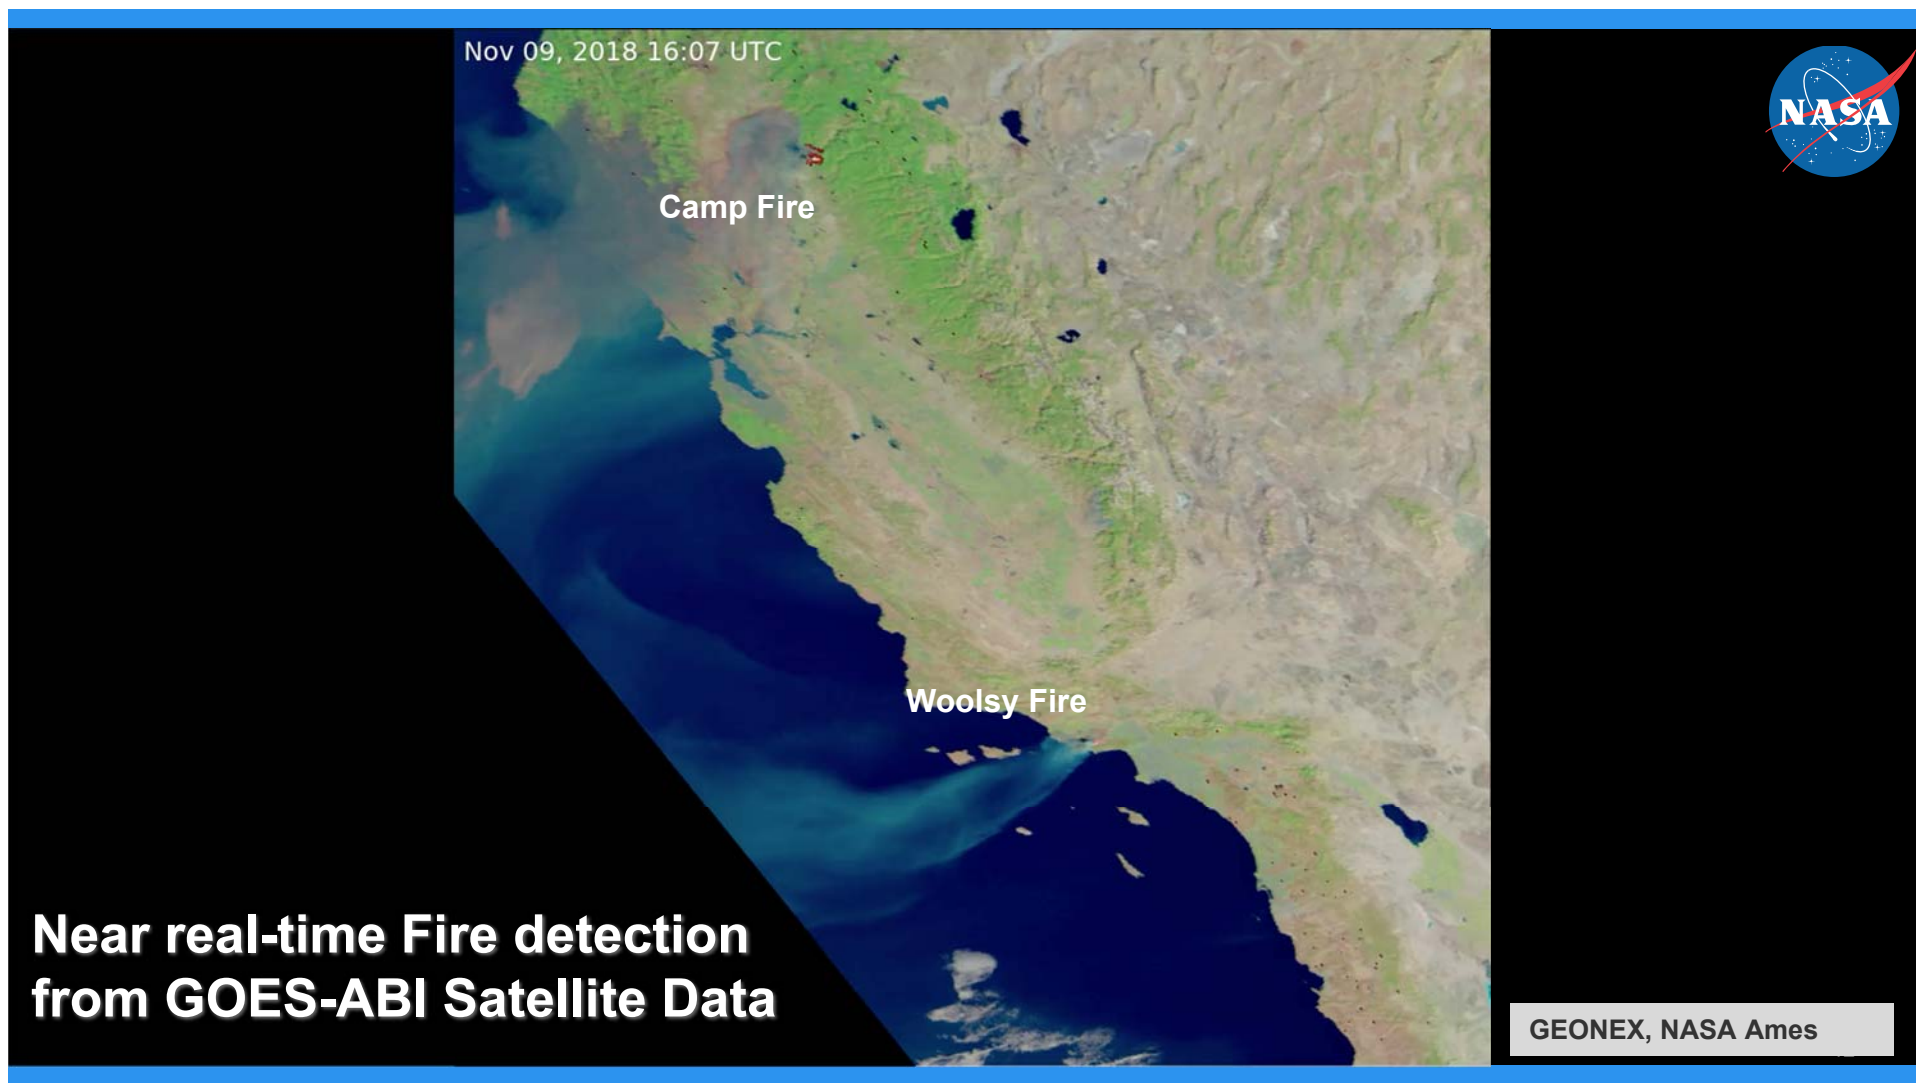 Nov 09, 2018 16:07 UTC
NASA
Camp Fire
Woolsy Fire
Near real-time Fire detection
from GOES-ABI Satellite Data
GEONEX, NASA Ames